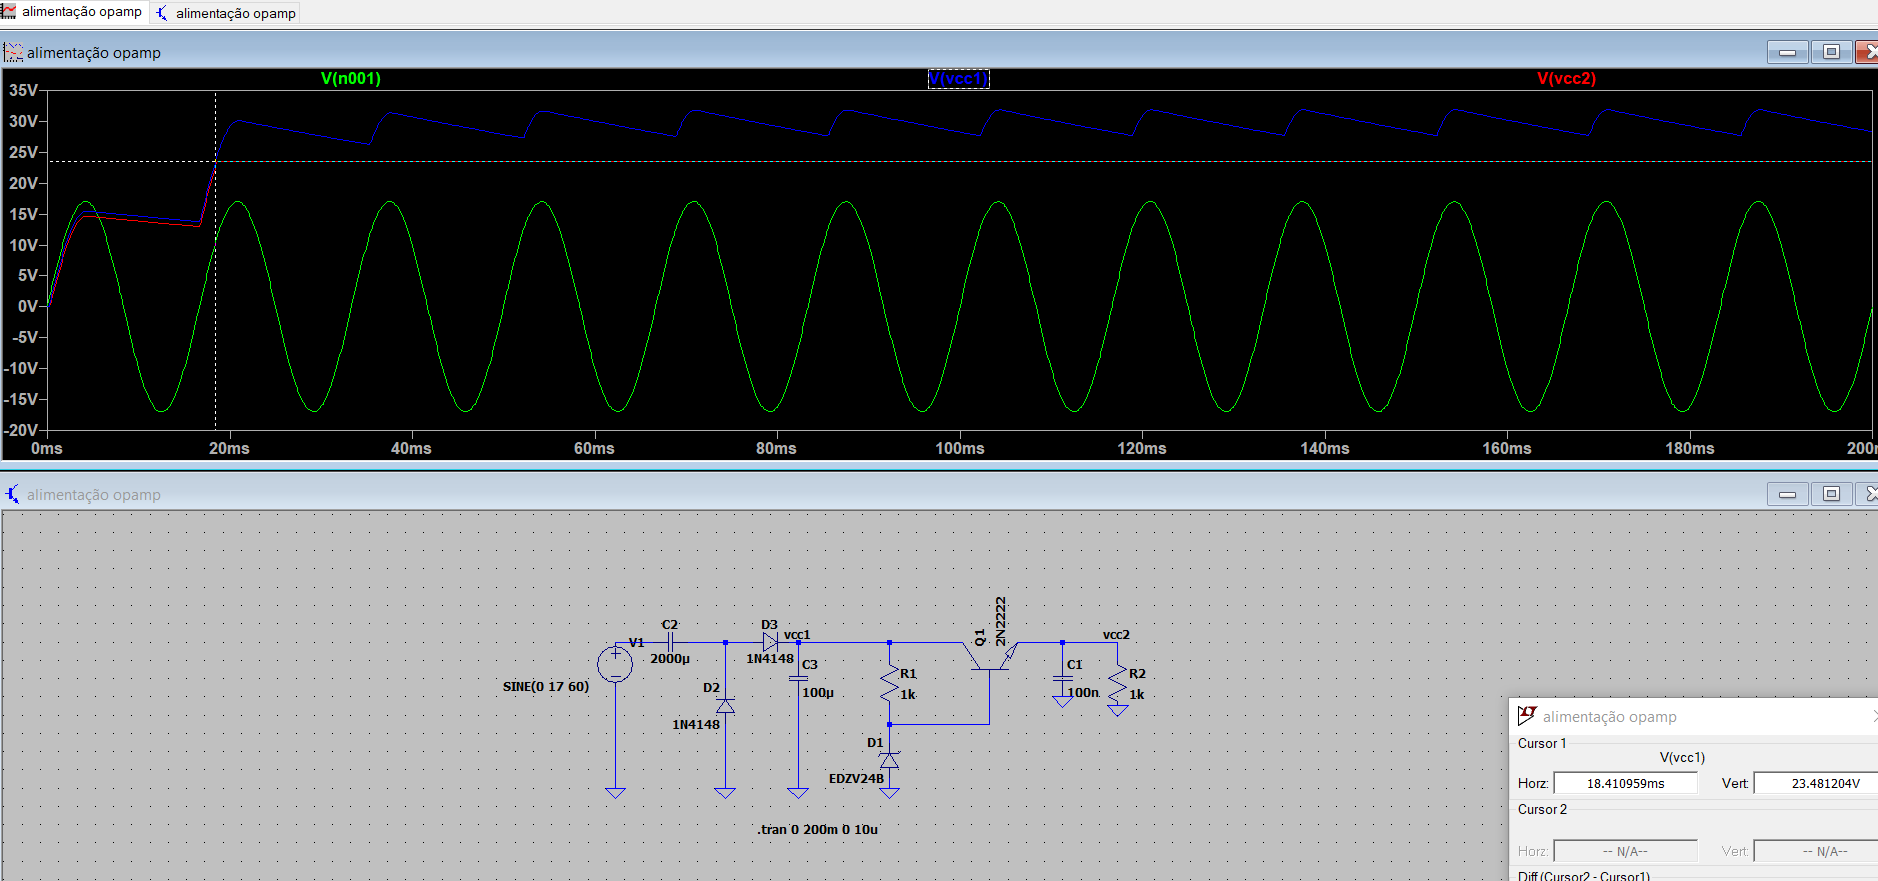 alimentação opamp
alimentação opamp
alimentação opamp
V(n001)
V(vcc1)
V(vcc2)
35V
30V
25V
20V
15V
10V
5V
0V
-5V
-10V
-15V
-20V
0ms
20ms
40ms
60ms
80ms
100ms
120ms
140ms
160ms
180ms
alimentação opamp
V1
SINE(0 17 60)
C2
2000µ
D2
1N4148
D3
1N4148
vcc1
C3
100µ
R1
1k
D1
EDZV24B
Q1
2N2222
C1
100n
vcc2
R2
1k
.tran 0 200m 0 10u
alimentação opamp
Cursor 1
V(vcc1)
Horz: 18.410959ms Vert: 23.481204V
Cursor 2
Horz: -- N/A-- Vert: -- N/A--
Diff (Cursor2 - Cursor1)